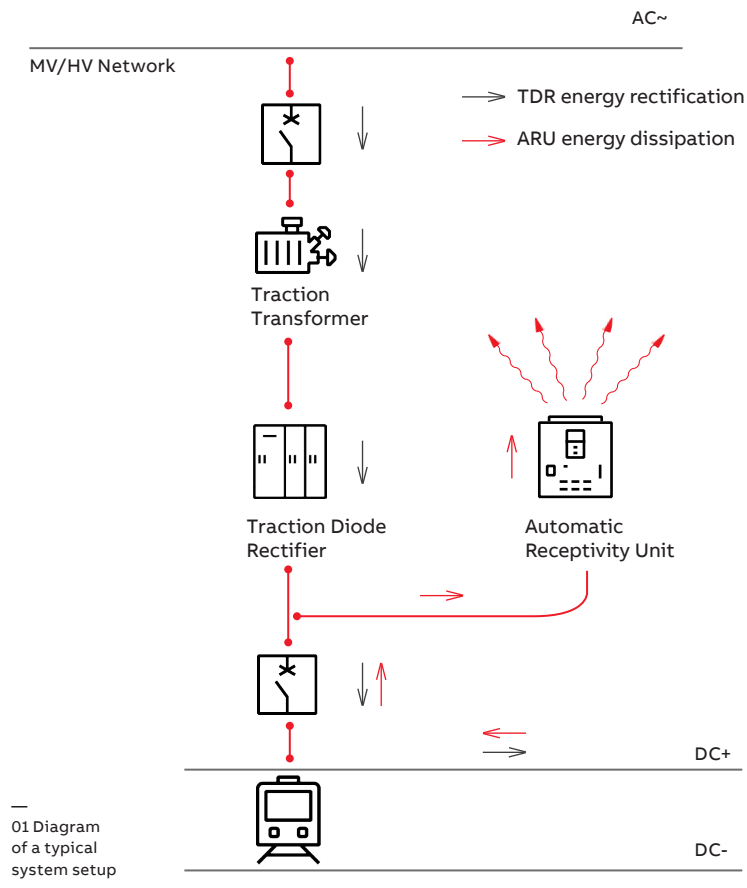 AC~
MV/HV Network
TDR energy rectification
ARU energy dissipation
Traction
Transformer
Traction Diode
Rectifier
Automatic
Receptivity Unit
DC+
—
01 Diagram
of a typical
system setup
DC-